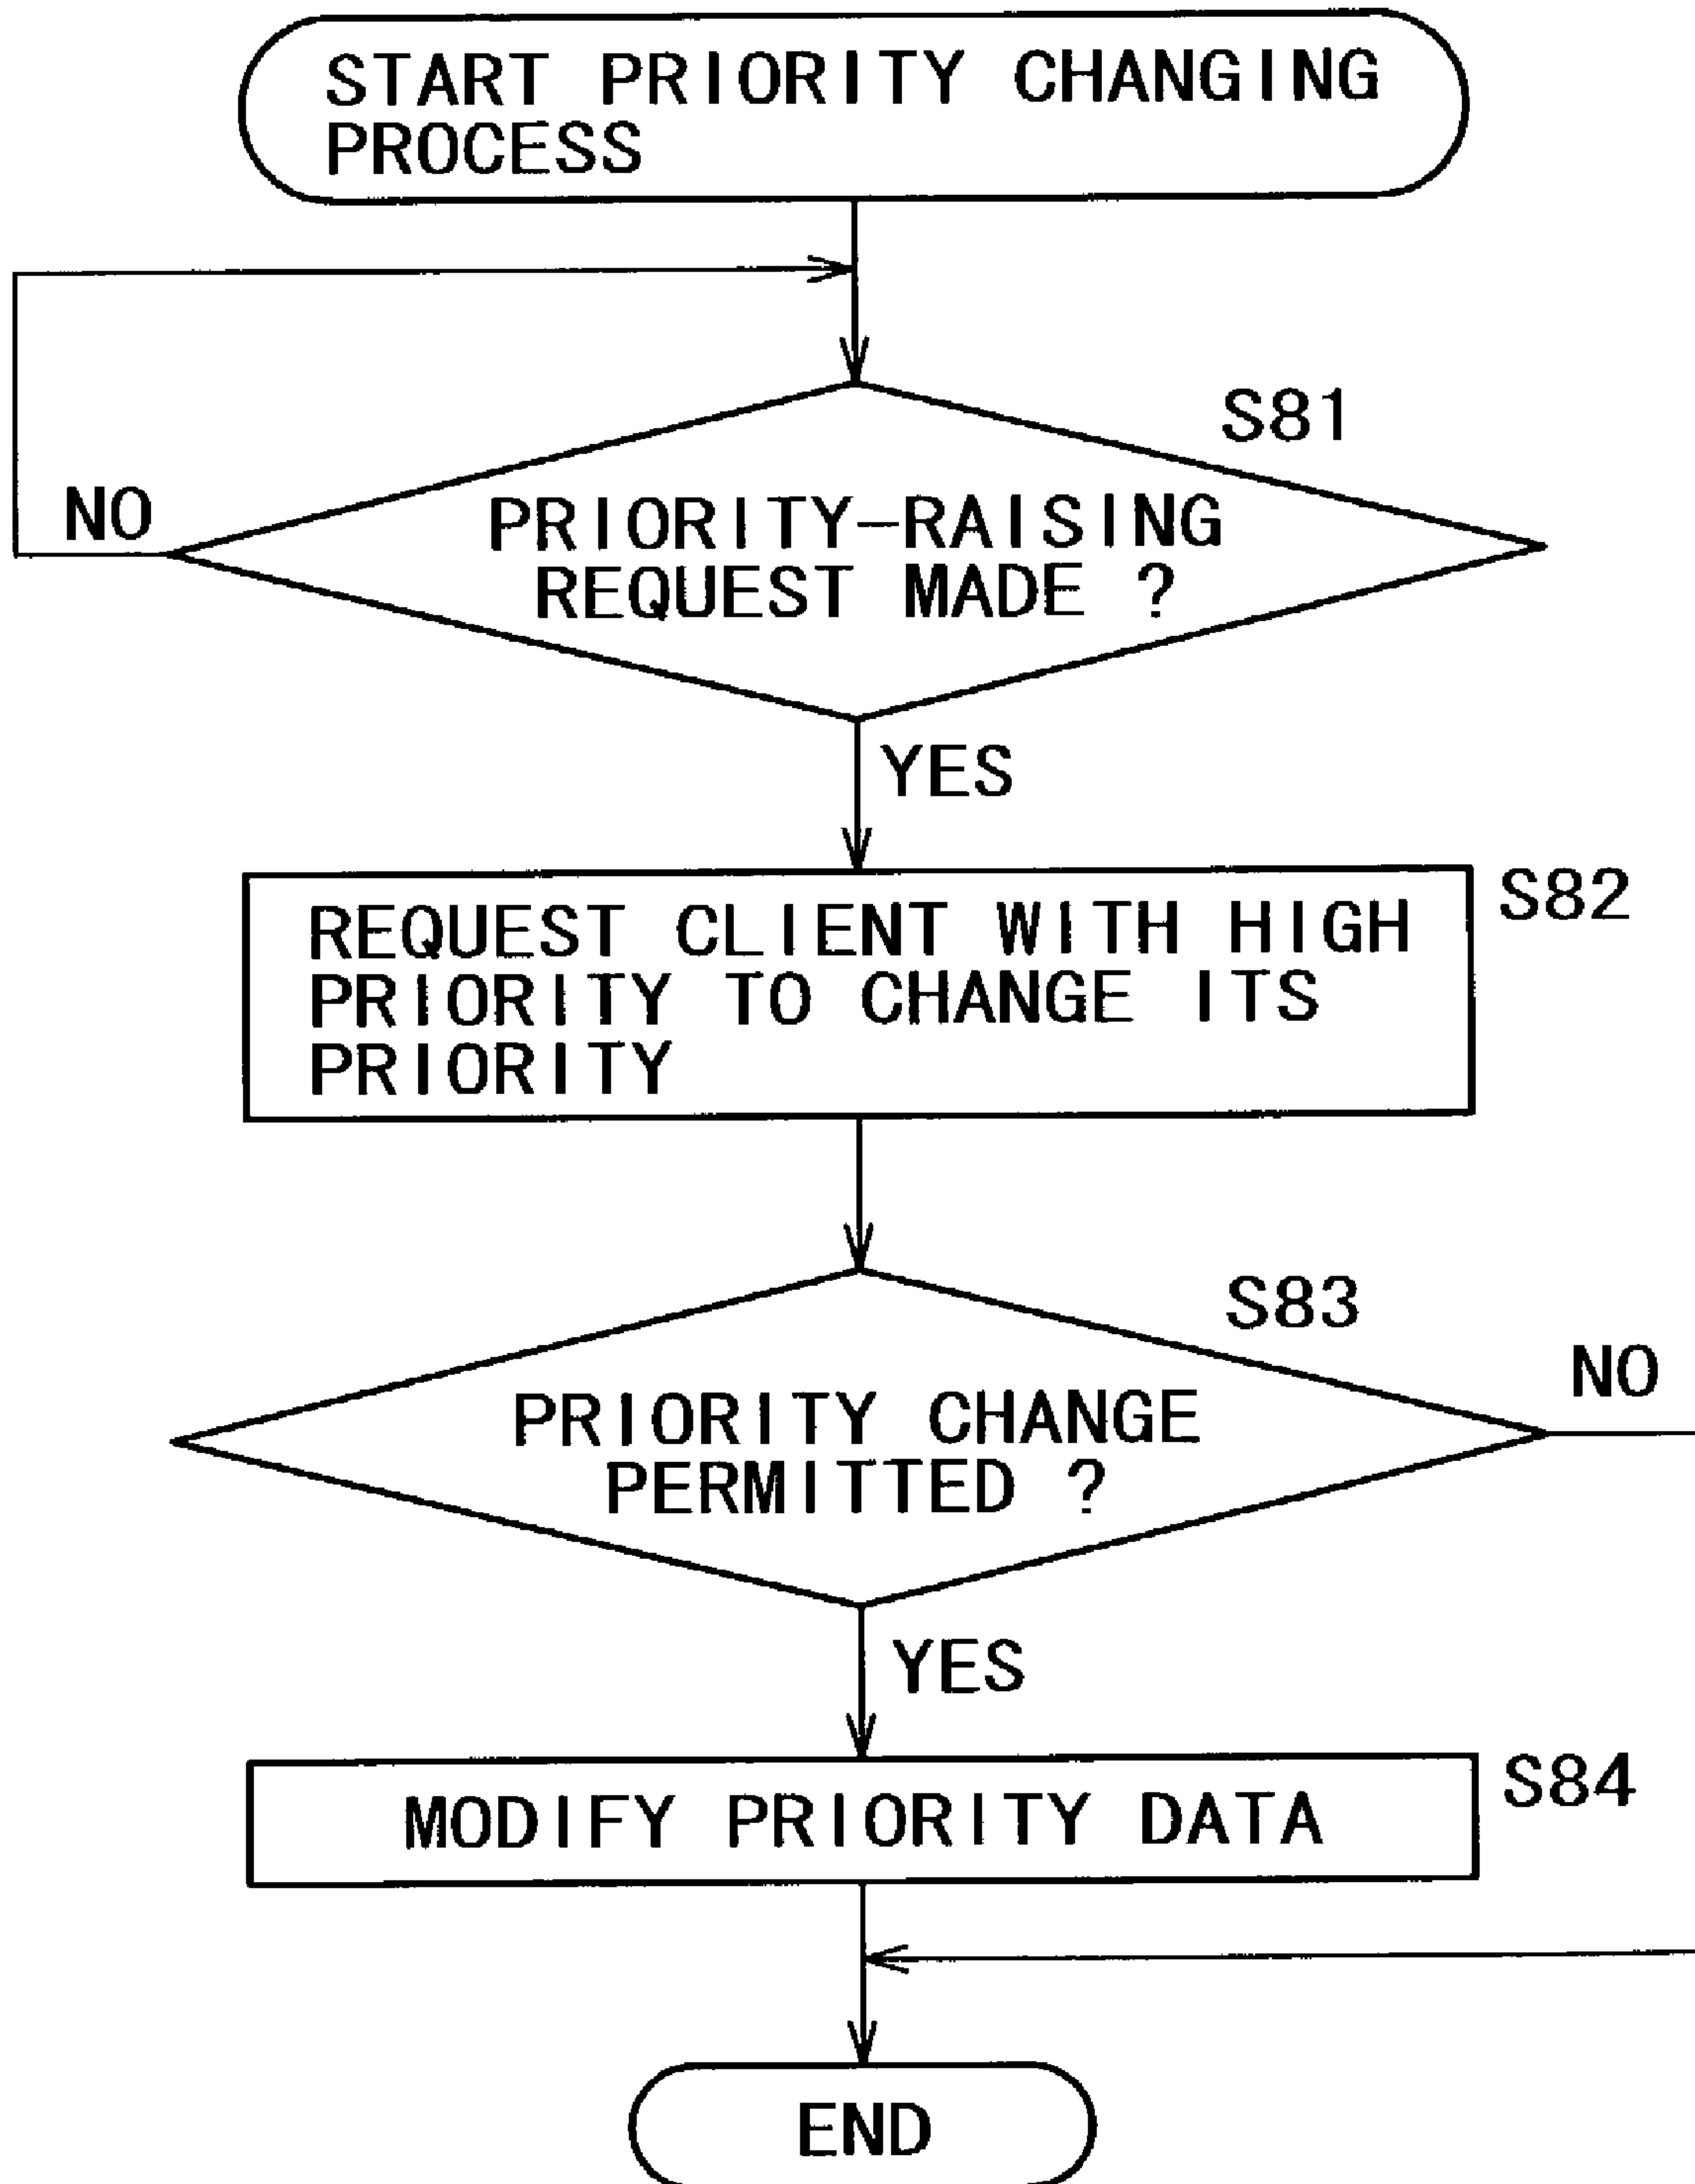 START PRIORITY CHANGING
PROCESS
S81
NO
PRIORITY-RAISING
REQUEST MADE ?
YES
S82
REQUEST CLIENT WITH HIGH
PRIORITY TO CHANGE ITS
PRIORITY
S83
NO
PRIORITY CHANGE
PERMITTED ?
YES
S84
MODIFY PRIORITY DATA
END